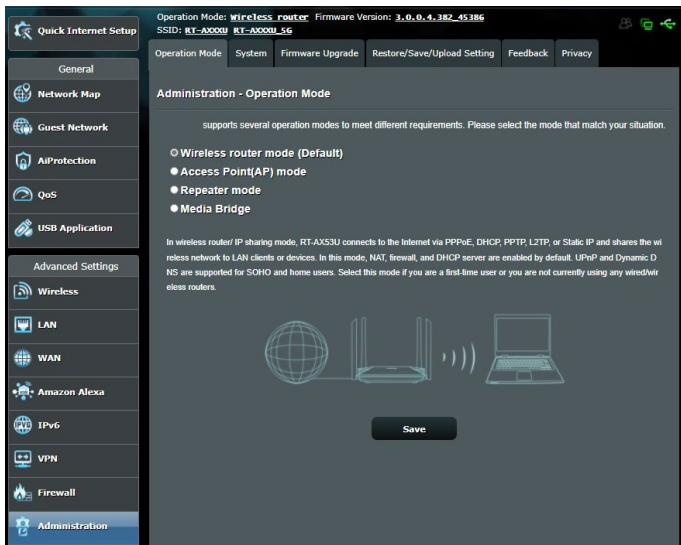 Quick Internet Setup
Operation Mode: Wireless router Firmware Version: 3.0.0.4.382_45386
SSID: RT-AXXXU RT-AXXXU_5G
Operation Mode System Firmware Upgrade Restore/Save/Upload Setting Feedback Privacy
General
Network Map
Guest Network
AiProtection
QoS
USB Application
Advanced Settings
Wireless
LAN
WAN
Amazon Alexa
IPv6
VPN
Firewall
Administration
Administration - Operation Mode
supports several operation modes to meet different requirements. Please select the mode that match your situation.
Wireless router mode (Default)
Access Point(AP) mode
Repeater mode
Media Bridge
In wireless router/ IP sharing mode, RT-AX53U connects to the Internet via PPPoE, DHCP, PPTP, L2TP, or Static IP and shares the wi
reless network to LAN clients or devices. In this mode, NAT, firewall, and DHCP server are enabled by default. UPnP and Dynamic D
NS are supported for SOHO and home users. Select this mode if you are a first-time user or you are not currently using any wired/wir
eless routers.
Save